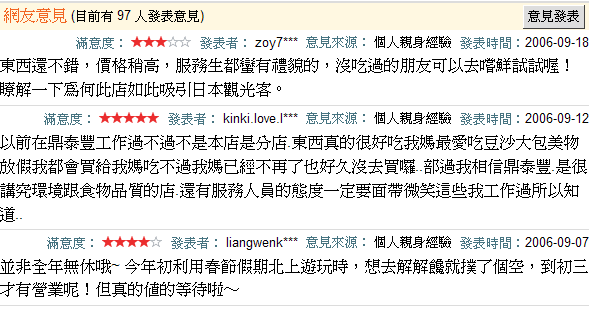 網友意見 (目前有 97 人發表意見) 意見發表
滿意度：★★★☆☆ 發表者：zoy7*** 意見來源：個人親身經驗 發表時間：2006-09-18
東西還不錯，價格稍高，服務生都蠻有禮貌的，沒吃過的朋友可以去嚐鮮試試喔！
瞭解一下為何此店如此吸引日本觀光客。
滿意度：★★★★★ 發表者：kinki.love.l*** 意見來源：個人親身經驗 發表時間：2006-09-12
以前在鼎泰豐工作過不過不是本店是分店.東西真的很好吃我媽最愛吃豆沙大包美物
放假我都會買給我媽吃不過我媽已經不再了也好久沒去買囉..部過我相信鼎泰豐.是很
講究環境跟食物品質的店.還有服務人員的態度一定要面帶微笑這些我工作過所以知
道..
滿意度：★★★★☆ 發表者：liangwenk*** 意見來源：個人親身經驗 發表時間：2006-09-07
並非全年無休哦~ 今年初利用春節假期北上遊玩時，想去解解饞就撲了個空，到初三
才有營業呢！但真的值的等待啦～